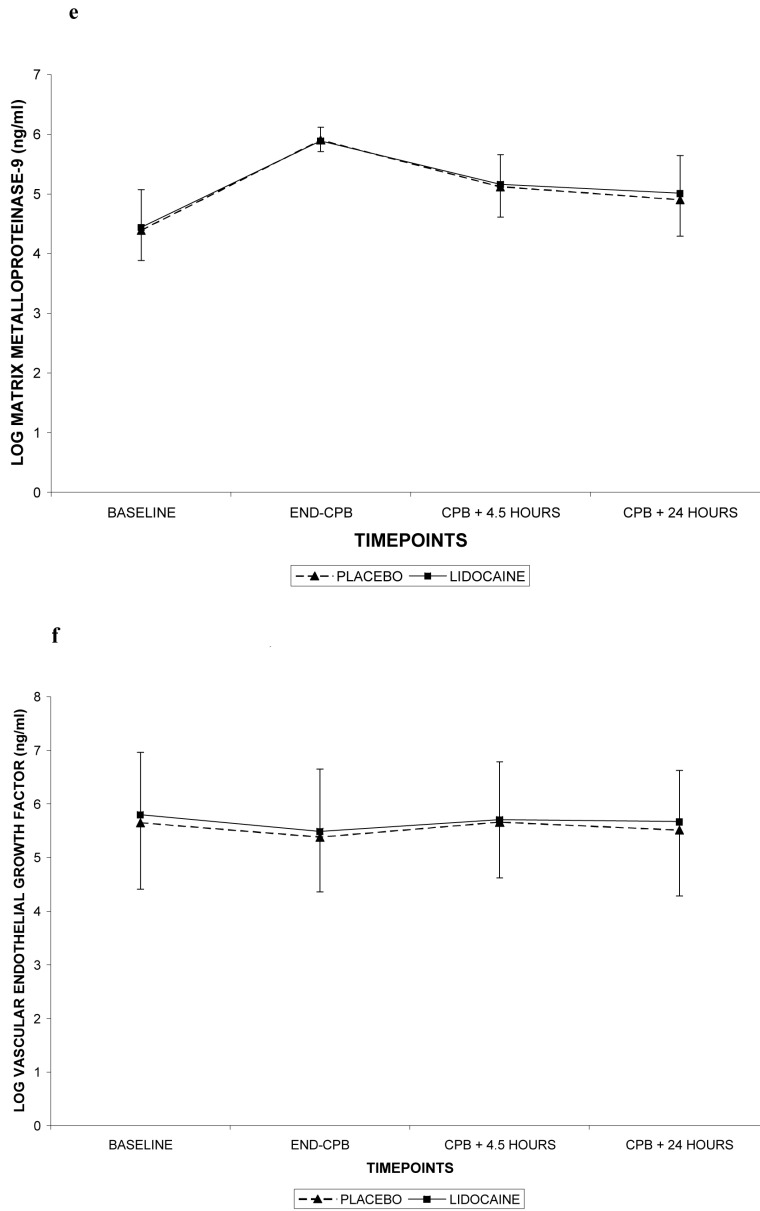 e
LOG MATRIX METALLOPROTEINASE-9 (ng/ml)
7
6
5
4
3
2
1
0
BASELINE END-CPB CPB + 4.5 HOURS CPB + 24 HOURS
TIMEPOINTS
PLACEBO LIDOCAINE
f
LOG VASCULAR ENDOTHELIAL GROWTH FACTOR (ng/ml)
8
7
6
5
4
3
2
1
0
BASELINE END-CPB CPB + 4.5 HOURS CPB + 24 HOURS
TIMEPOINTS
PLACEBO LIDOCAINE